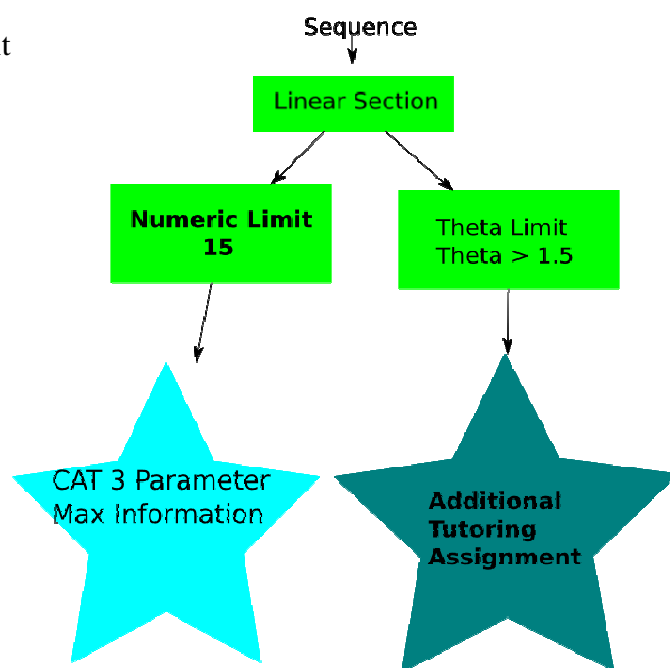 Sequence
Linear Section
Numeric Limit
15
Theta Limit
Theta > 1.5
CAT 3 Parameter
Max Information
Additional
Tutoring
Assignment